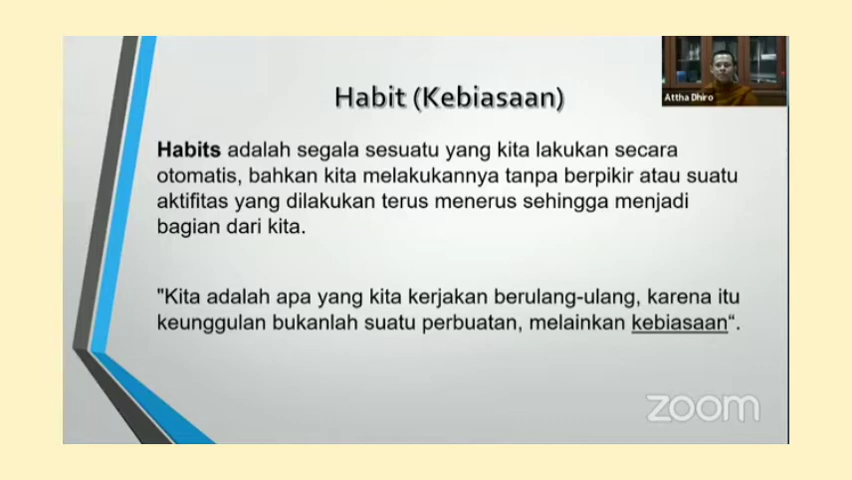 Habit (Kebiasaan)
Attha Dhiro
Habits adalah segala sesuatu yang kita lakukan secara
otomatis, bahkan kita melakukannya tanpa berpikir atau suatu
aktifitas yang dilakukan terus menerus sehingga menjadi
bagian dari kita.
"Kita adalah apa yang kita kerjakan berulang-ulang, karena itu
keunggulan bukanlah suatu perbuatan, melainkan kebiasaan“.
zoom